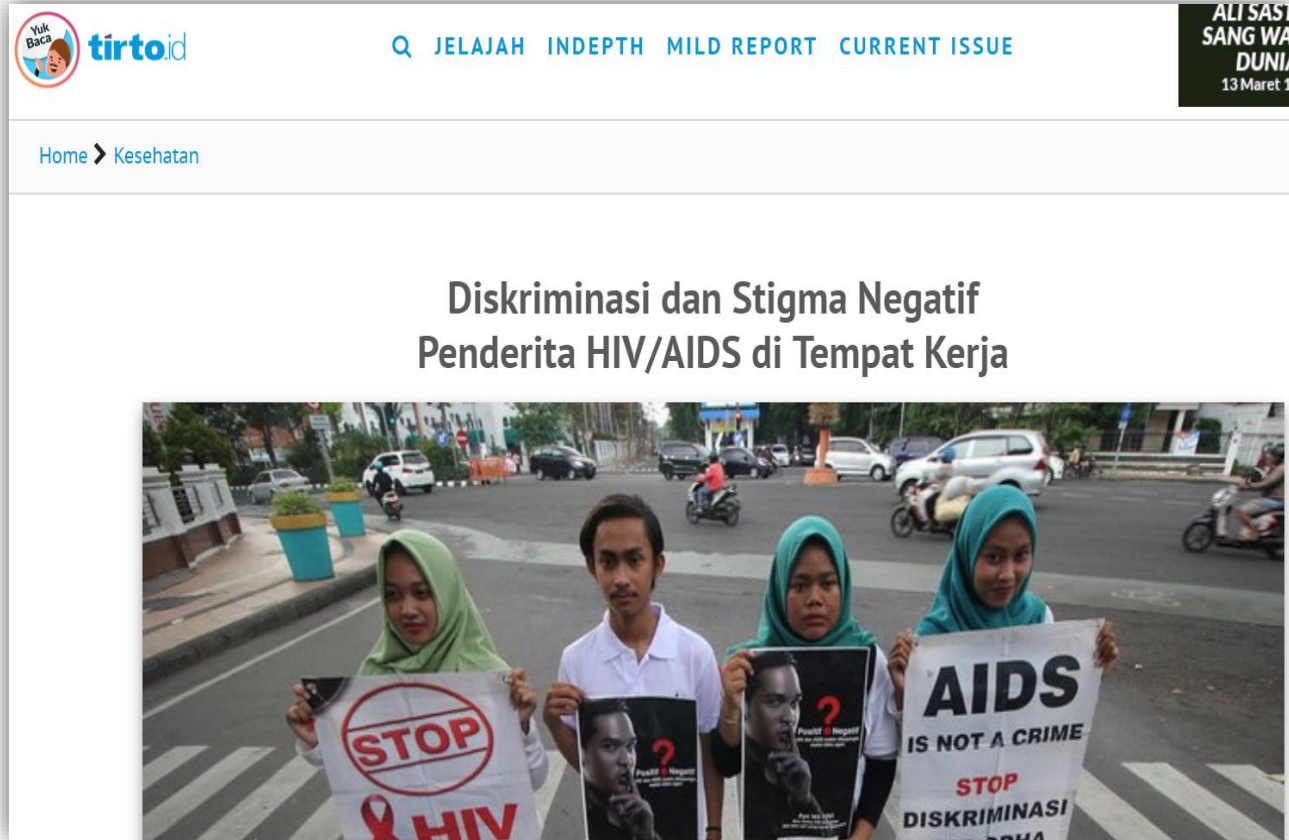 Yuk
Baca
tirto.id
JELAJAH INDEPTH MILD REPORT CURRENT ISSUE
ALI SAST
SANG WA
DUNIA
13 Maret 1
Home > Kesehatan
Diskriminasi dan Stigma Negatif
Penderita HIV/AIDS di Tempat Kerja
STOP
HIV
?
Positif Negatif
?
Positif Negatif
AIDS
IS NOT A CRIME
STOP
DISKRIMINASI
ODHA